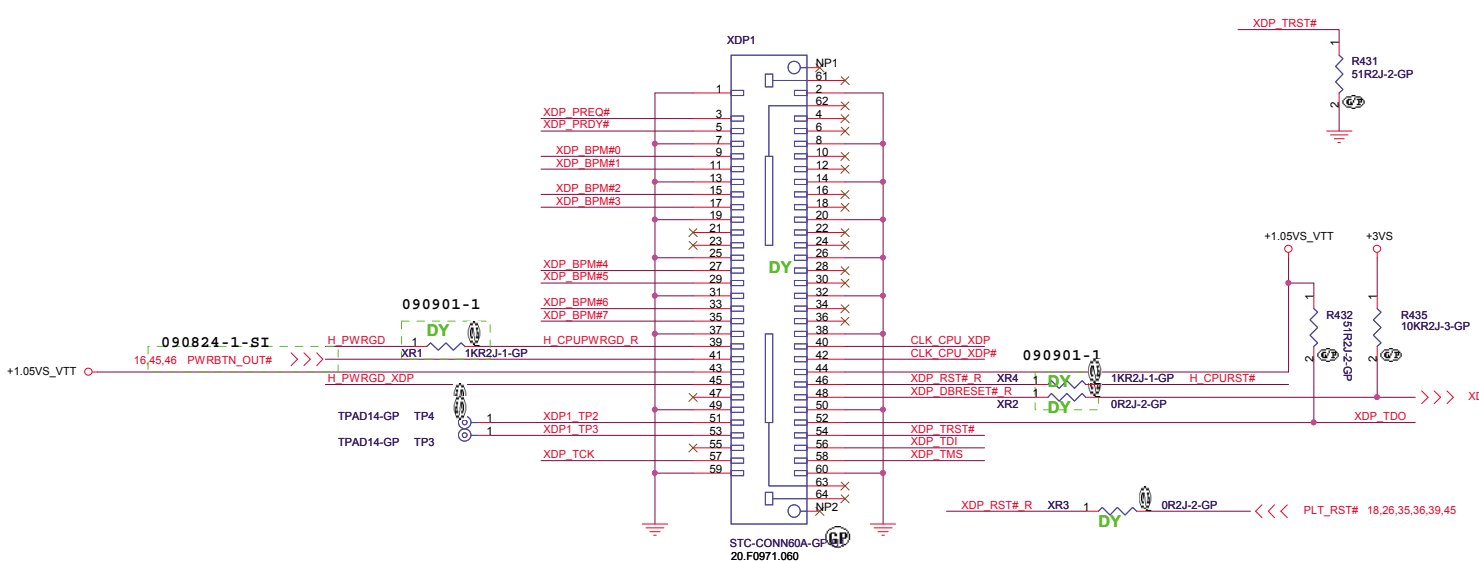 XDP_TRST#
1
R431
51R2J-2-GP
2
XDP1
NP1
61
1
2
62
XDP_PREQ#
3
4
XDP_PRDY#
5
6
7
8
XDP_BPM#0
9
10
XDP_BPM#1
11
12
13
14
XDP_BPM#2
15
16
XDP_BPM#3
17
18
19
20
21
22
23
24
25
26
XDP_BPM#4
27
28
XDP_BPM#5
29
30
31
32
XDP_BPM#6
33
34
XDP_BPM#7
35
36
37
38
39
40
41
42
43
44
45
46
47
48
49
50
51
52
53
54
55
56
57
58
59
60
63
64
NP2
DY
STC-CONN60A-GP
GP
20.F0971.060
090901-1
DY
090824-1-SI
H_PWRGD
1
XR1
1KR2J-1-GP
H_CPUPWRGD_R
16,45,46 PWRBTN_OUT#
+1.05VS_VTT
H_PWRGD_XDP
TPAD14-GP TP4
1
XDP1_TP2
TPAD14-GP TP3
1
XDP1_TP3
XDP_TCK
CLK_CPU_XDP
CLK_CPU_XDP#
090901-1
XDP_RST#_R
XR4
1
DY
1KR2J-1-GP
H_CPURST#
XDP_DBRESET#_R
XR2
1
DY
0R2J-2-GP
XDP_TDO
XDP_TRST#
XDP_TDI
XDP_TMS
+1.05VS_VTT
+3VS
1
R432
51R2J-2-GP
2
1
R435
10KR2J-3-GP
2
XDP_RST#_R
XR3
1
DY
0R2J-2-GP
PLT_RST# 18,26,35,36,39,45